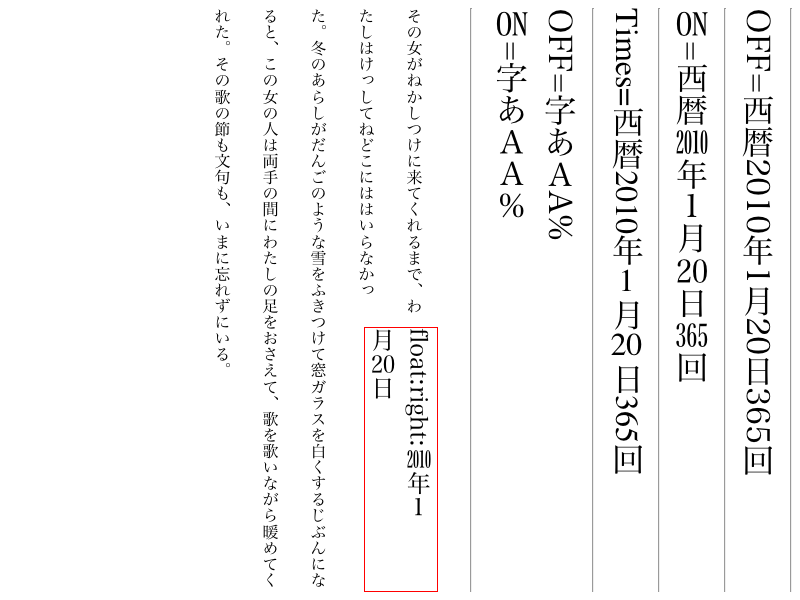 OFF=西暦2010年1月20日365回
ON=西暦2010年1月20日365回
Times=西暦2010年1月20日365回
OFF=字あAA%
ON=字あAA%
その女がねかしつけに来てくれるまで、わ
たしはけっしてねどこにははいらなかっ
float:right: 2010年1
月20日
た。冬のあらしがだんごのような雪をふきつけて窓ガラスを白くするじぶんにな
ると、この女の人は両手の間にわたしの足をおさえて、歌を歌いながら暖めてく
れた。その歌の節も文句も、いまに忘れずにいる。